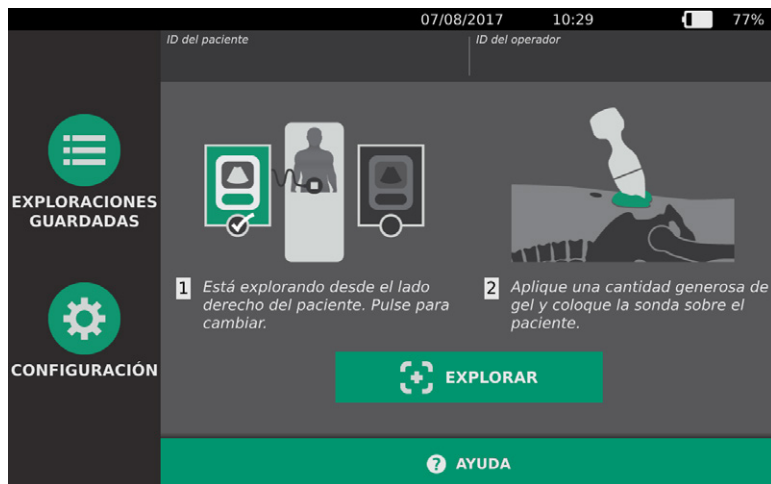 07/08/2017 10:29 77%
ID del paciente
ID del operador
EXPLORACIONES
GUARDADAS
CONFIGURACIÓN
1 Está explorando desde el lado
derecho del paciente. Pulse para
cambiar.
2 Aplique una cantidad generosa de
gel y coloque la sonda sobre el
paciente.
EXPLORAR
? AYUDA